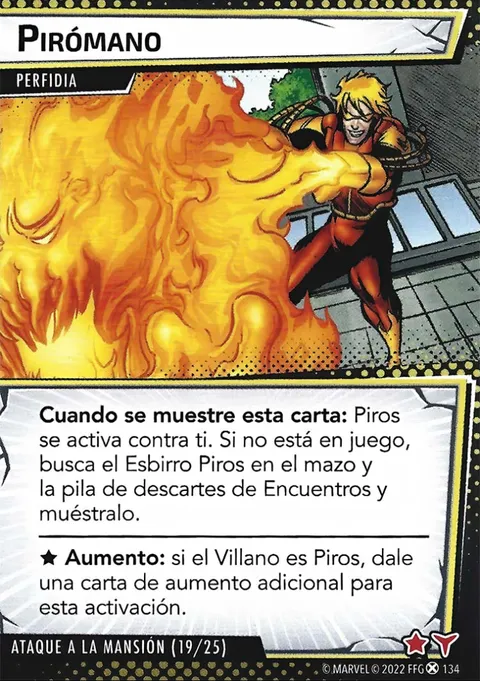 PIRÓMANO
PERFIDIA
Cuando se muestre esta carta: Piros
se activa contra ti. Si no está en juego,
busca el Esbirro Piros en el mazo y
la pila de descartes de Encuentros y
muéstralo.
★ Aumento: si el Villano es Piros, dale
una carta de aumento adicional para
esta activación.
ATAQUE A LA MANSIÓN (19/25)
© MARVEL © 2022 FFG 134